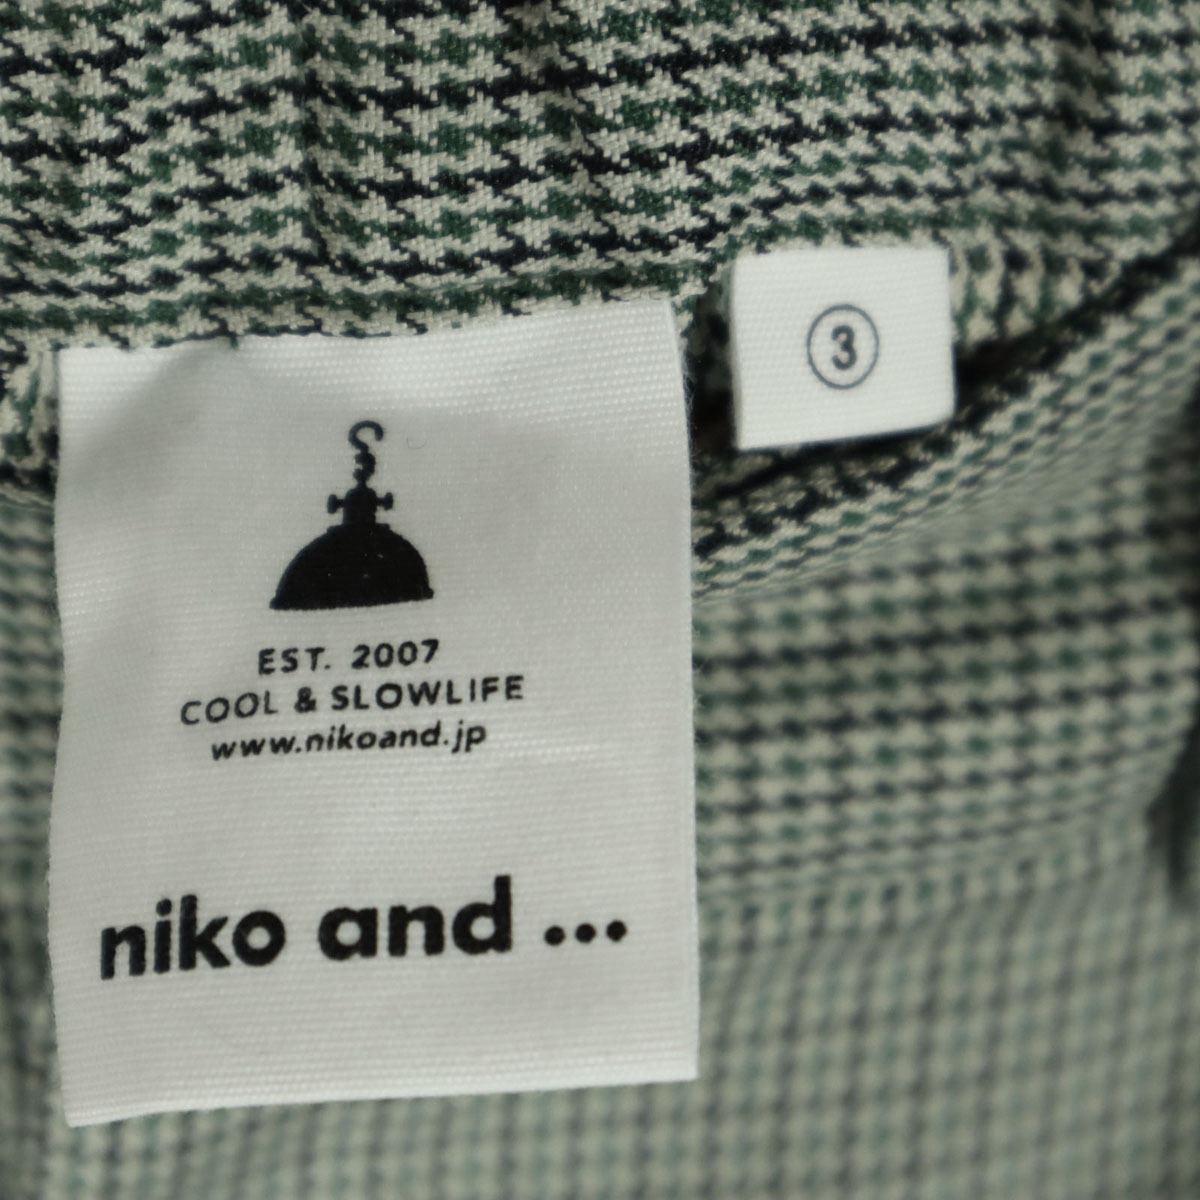 ③
EST. 2007
COOL & SLOWLIFE
www.nikoand.jp
niko and ...